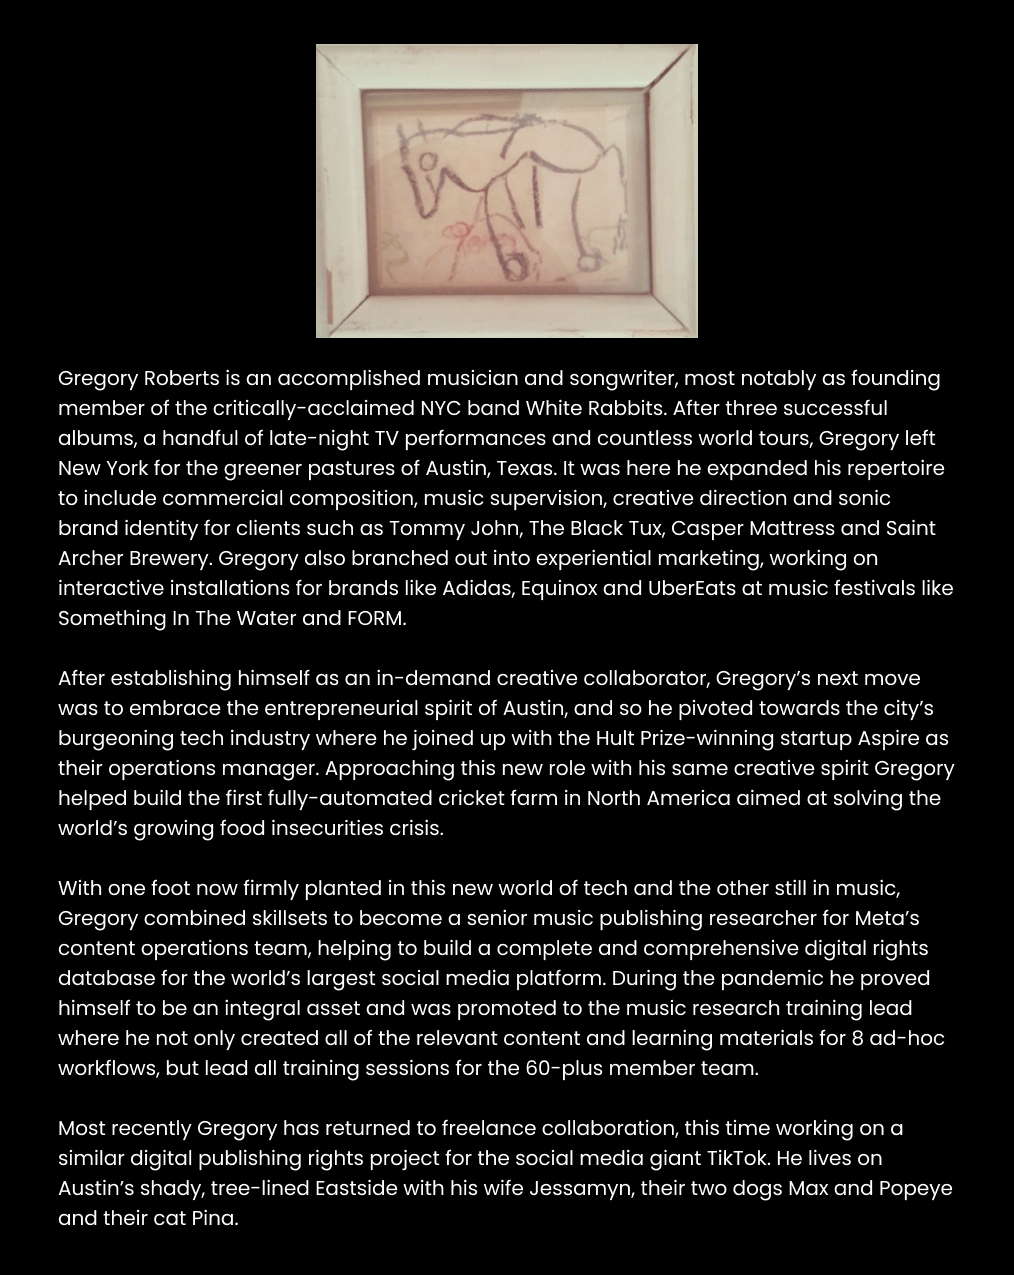 Gregory Roberts is an accomplished musician and songwriter, most notably as founding
member of the critically-acclaimed NYC band White Rabbits. After three successful
albums, a handful of late-night TV performances and countless world tours, Gregory left
New York for the greener pastures of Austin, Texas. It was here he expanded his repertoire
to include commercial composition, music supervision, creative direction and sonic
brand identity for clients such as Tommy John, The Black Tux, Casper Mattress and Saint
Archer Brewery. Gregory also branched out into experiential marketing, working on
interactive installations for brands like Adidas, Equinox and UberEats at music festivals like
Something In The Water and FORM.
After establishing himself as an in-demand creative collaborator, Gregory’s next move
was to embrace the entrepreneurial spirit of Austin, and so he pivoted towards the city’s
burgeoning tech industry where he joined up with the Hult Prize-winning startup Aspire as
their operations manager. Approaching this new role with his same creative spirit Gregory
helped build the first fully-automated cricket farm in North America aimed at solving the
world’s growing food insecurities crisis.
With one foot now firmly planted in this new world of tech and the other still in music,
Gregory combined skillsets to become a senior music publishing researcher for Meta’s
content operations team, helping to build a complete and comprehensive digital rights
database for the world’s largest social media platform. During the pandemic he proved
himself to be an integral asset and was promoted to the music research training lead
where he not only created all of the relevant content and learning materials for 8 ad-hoc
workflows, but lead all training sessions for the 60-plus member team.
Most recently Gregory has returned to freelance collaboration, this time working on a
similar digital publishing rights project for the social media giant TikTok. He lives on
Austin’s shady, tree-lined Eastside with his wife Jessamyn, their two dogs Max and Popeye
and their cat Pina.